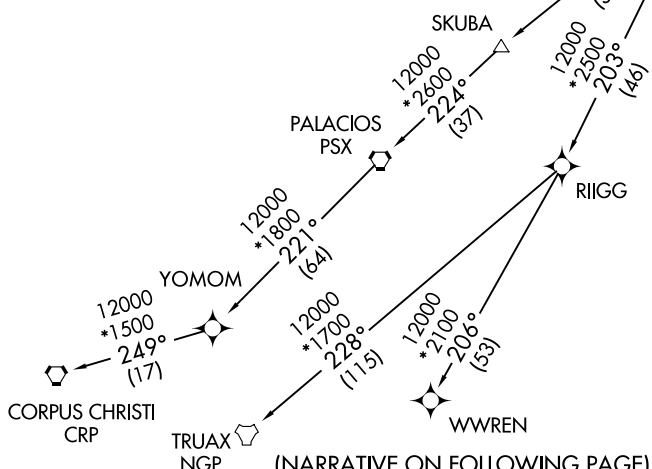 SKUBA
12000
*2600
224°
(37)
12000
*2500
203°
(46)
PALACIOS
PSX
RIIGG
12000
*1800
221°
(64)
YOMOM
12000
*1500
249°
(17)
12000
*1700
228°
(115)
12000
*2100
206°
(53)
CORPUS CHRISTI
CRP
TRUAX
NGP
WWREN
(NARRATIVE ON FOLLOWING PAGE)